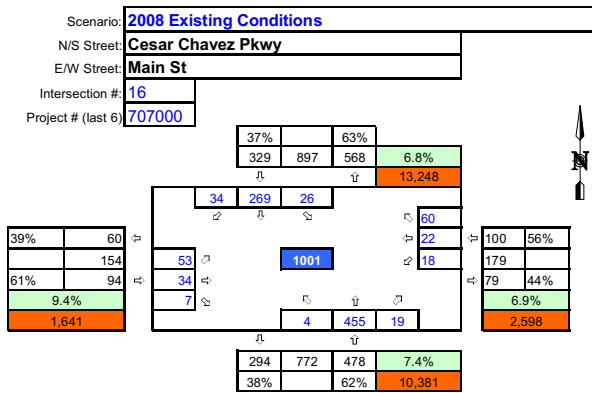 Scenario: 2008 Existing Conditions
N/S Street: Cesar Chavez Pkwy
E/W Street: Main St
Intersection #: 16
Project # (last 6) 707000
37% 63%
329 897 568 6.8%
13,248
N
34 269 26
60
39% 60 22 100 56%
154 53 1001 18 179
61% 94 34 79 44%
9.4% 7 6.9%
1,641 4 455 19 2,598
294 772 478 7.4%
38% 62% 10,381